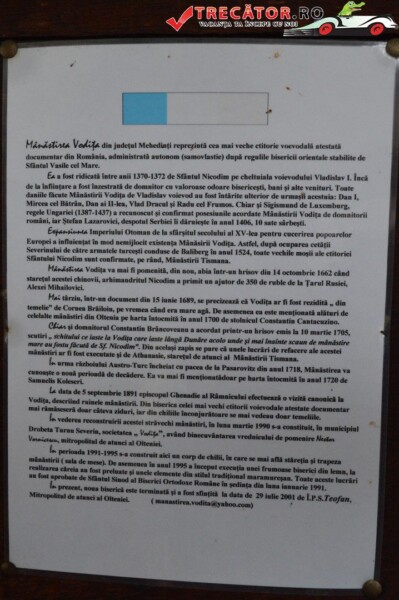 TRECĂTOR.RO
VACANȚA TA ÎNCEPE CU NOI
Mănăstirea Vodița din județul Mehedinți reprezintă cea mai veche ctitorie voevodală atestată
documentar din România, administrată autonom (samovlastic) după regulile bisericii orientale stabilite de
Sfântul Vasile cel Mare.
Ea a fost ridicată între anii 1370-1372 de Sfântul Nicodim pe cheltuiala voievodului Vladislav I. Încă
de la înființare a fost înzestrată de domnitor cu valoroase odoare bisericești, bani și alte venituri. Toate
daniile făcute Mănăstirii Vodița de Vladislav voievod au fost întărite ulterior de urmașii acestuia: Dan I,
Mircea cel Bătrân, Dan al II-lea, Vlad Dracul și Radu cel Frumos. Chiar și Sigismund de Luxemburg,
regele Ungariei (1387-1437) a recunoscut și confirmat posesiunile acordate Mănăstirii Vodița de domnitorii
români, iar Ștefan Lazarovici, despotul Serbiei îi dăruiește în anul 1406, 10 sate sârbești.
Expansiunea Imperiului Otoman de la sfârșitul secolului al XV-lea pentru cucerirea popoarelor
Europei a influiențat în mod nemijlocit existența Mănăsirii Vodița. Astfel, după ocuparea cetății
Severinului de către armatele turcești conduse de Baliberg în anul 1524, toate vechile moșii ale ctitoriei
Sfântului Nicodim sunt confirmate, pe rând, Mănăstirii Tismana.
Mănăstirea Vodița va mai fi pomenită, din nou, abia într-un hrisov din 14 octombrie 1662 când
starețul acestei chinovii, arhimandritul Nicodim a primit un ajutor de 350 de ruble de la Țarul Rusiei,
Alexei Mihailovici.
Mai târziu, într-un document din 15 iunie 1689, se precizează că Vodița ar fi fost rezidită „ din
temelie" de Cornea Brăiloiu, pe vremea când era mare agă. De asemenea ea este menționată alături de
celelalte mănăstiri din Oltenia pe harta întocmită în anul 1700 de stolnicul Constantin Cantacuzino.
Chiar și domnitorul Constantin Brâncoveanu a acordat printr-un hrisov emis la 10 martie 1705,
scutiri „ schitului ce iaste la Vodița care iaste lângă Dunăre acolo unde și mai înainte scaun de mănăstire
mare au fostu făcută de Sf. Nicodim". Din același zapis se pare că unele lucrări de refacere ale acestei
mănăstiri ar fi fost executate și de Athanasie, starețul de atunci al Mănăstirii Tismana.
În urma războiului Austro-Turc încheiat cu pacea de la Pasarovitz din anul 1718, Mănăstirea va
cunoaște o nouă perioadă de decădere. Ea va mai fi menționatădoar pe harta întocmită în anul 1720 de
Samuelis Koleseri.
La data de 5 septembrie 1891 episcopul Ghenadie al Râmnicului efectuează o vizită canonică la
Vodița, descriind ruinele mănăstirii. Din biserica celei mai vechi ctitorii voievodale atestate documentar
mai rămăseseră doar câteva ziduri, iar din chiliile înconjurătoare se mai vedeau doar temeliile.
În vederea reconstruirii acestei străvechi mănăstiri, în luna martie 1990 s-a constituit, în municipiul
Drobeta Turnu Severin, societatea „ Vodița", având binecuvântarea vrednicului de pomenire Nestor
Vornicescu, mitropolitul de atunci al Olteniei.
În perioada 1991-1995 s-a construit aici un corp de chilii, în care se mai află stăreția și trapeza
mănăstirii ( sala de mese). De asemenea în anul 1995 a început execuția unei frumoase biserici din lemn, la
realizarea căreia au fost preluate și unele elemente din stilul tradițional maramureșan. Toate aceste lucrări
au fost aprobate de Sfântul Sinod al Bisericii Ortodoxe Române în ședința din luna ianuarie 1991.
În prezent, noua biserică este terminată și a fost sfințită la data de 29 iulie 2001 de Î.P.S. Teofan,
Mitropolitul de atunci al Olteniei. ( manastirea.vodita@yahoo.com)